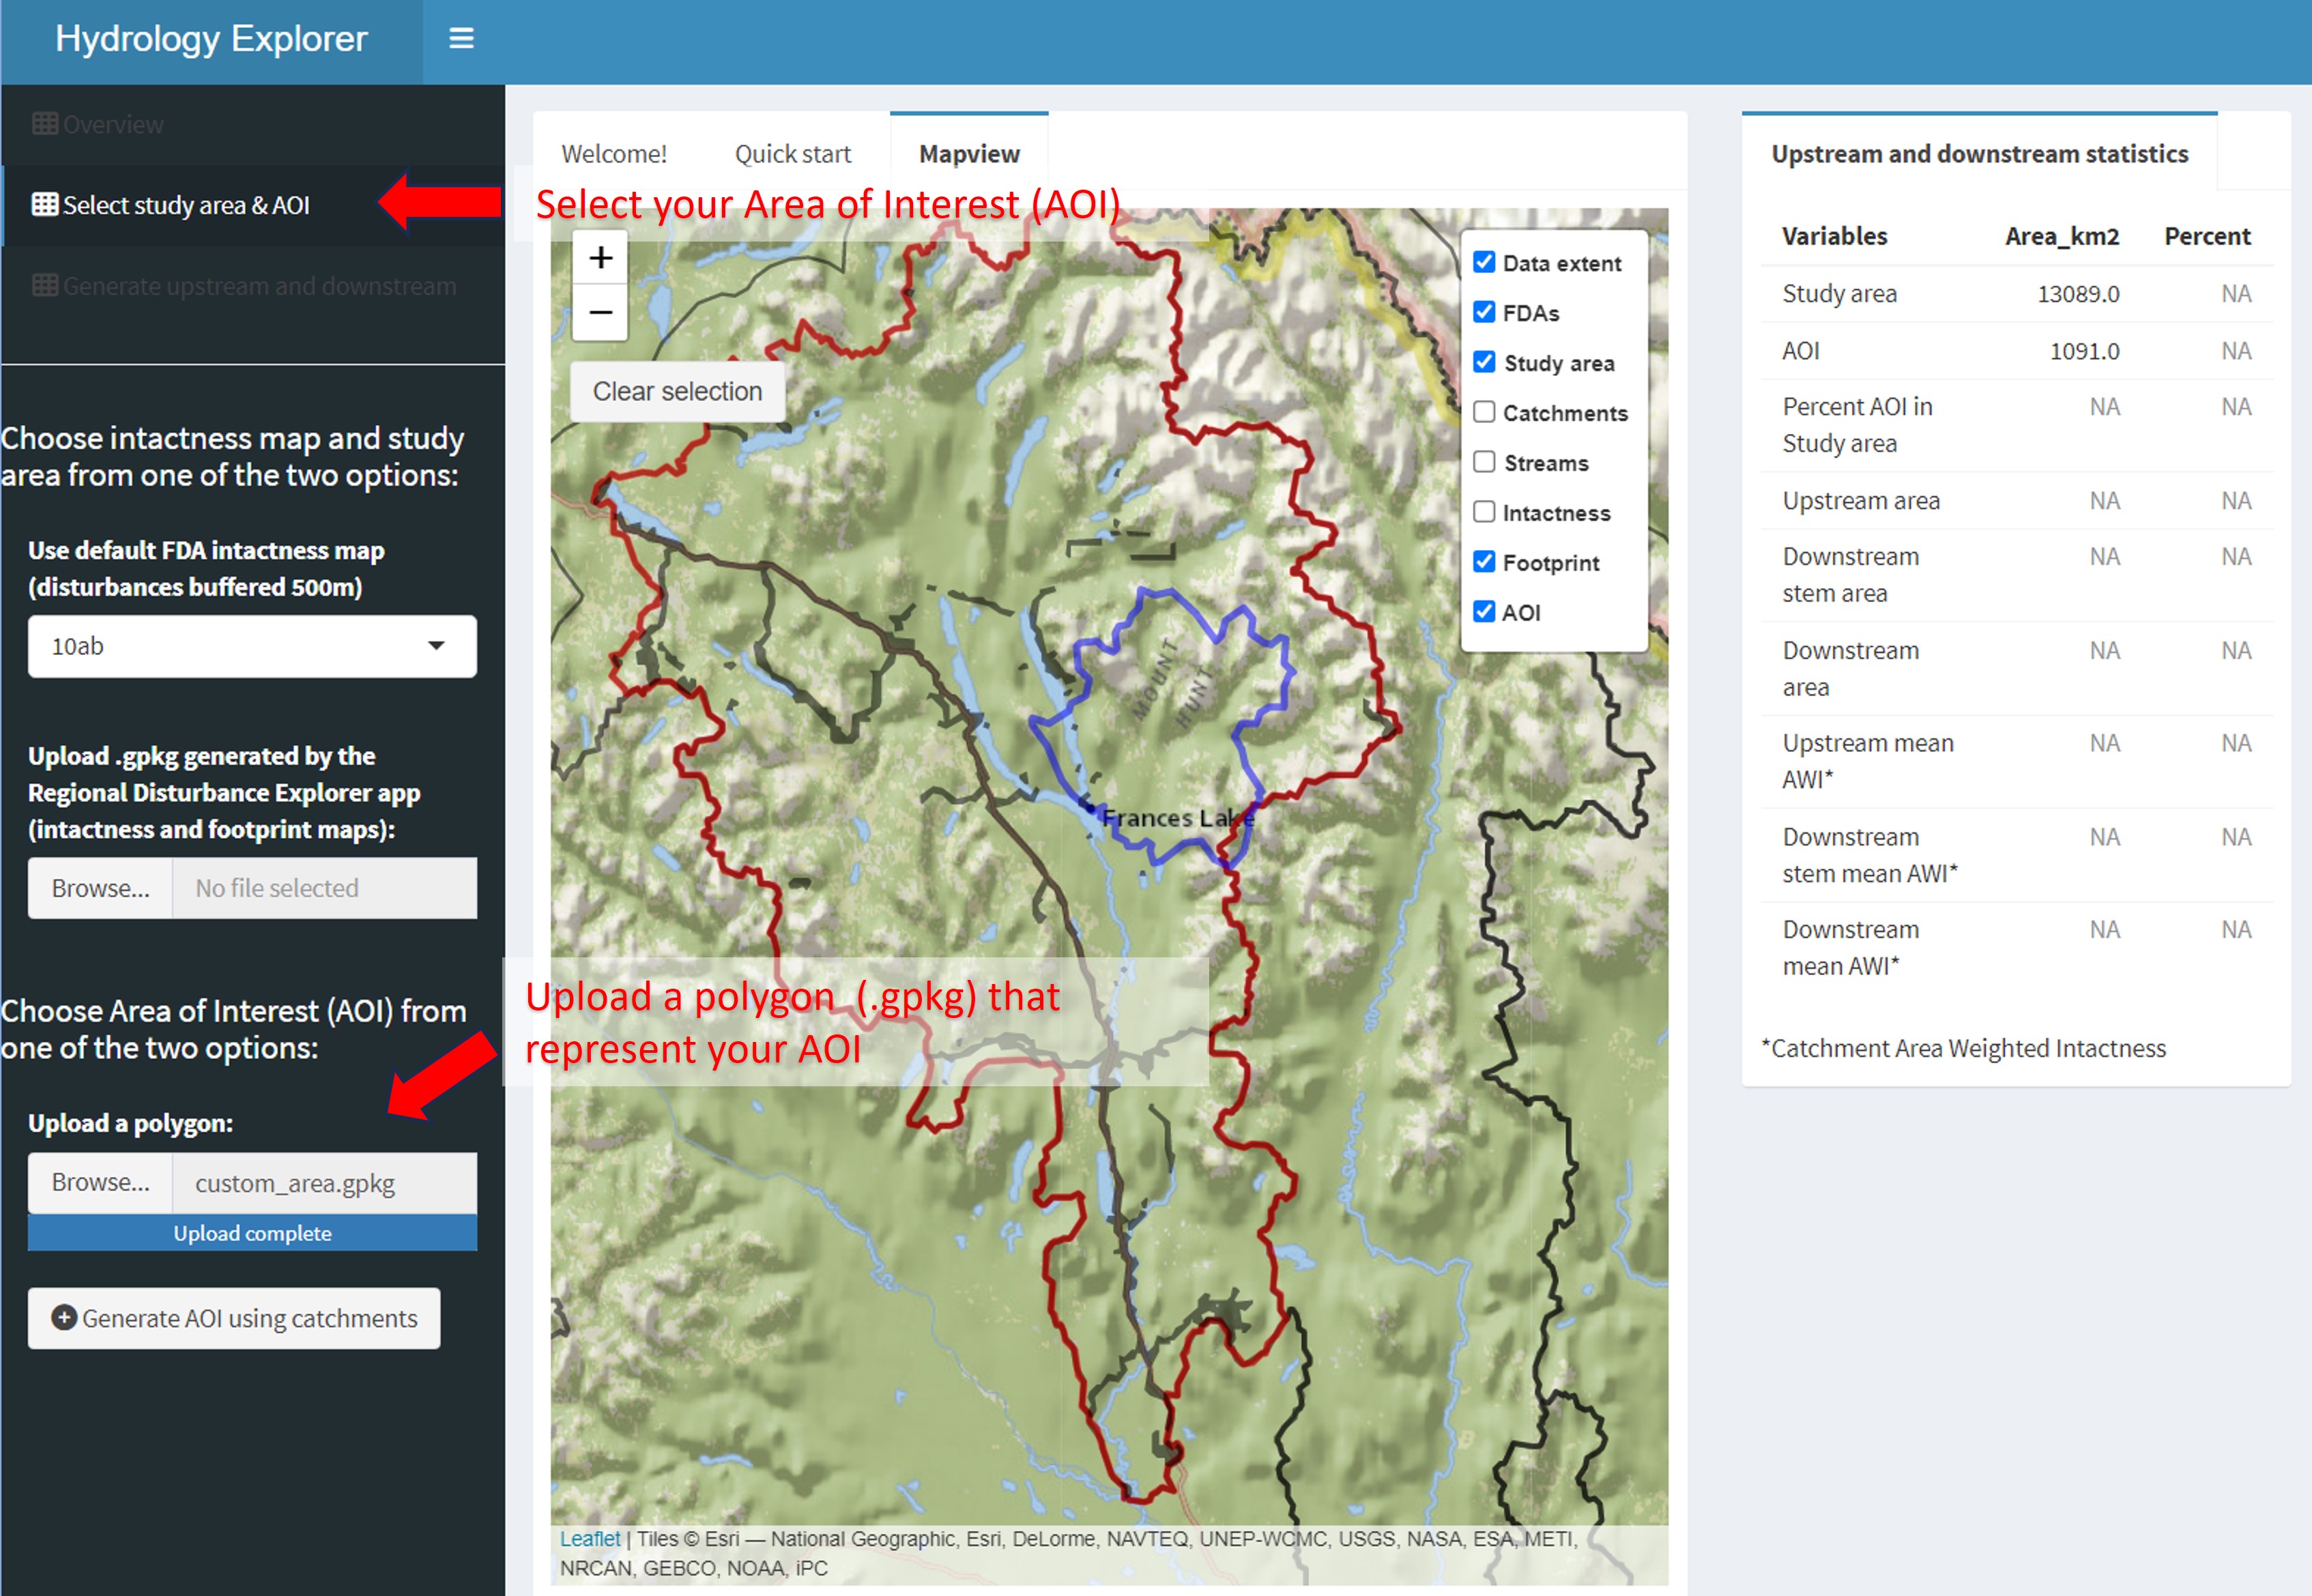 Hydrology Explorer
Overview
Select study area & AOI
Generate upstream and downstream
Choose intactness map and study
area from one of the two options:
Use default FDA intactness map
(disturbances buffered 500m)
10ab
Upload .gpkg generated by the
Regional Disturbance Explorer app
(intactness and footprint maps):
Browse... No file selected
Choose Area of Interest (AOI) from
one of the two options:
Upload a polygon:
Browse... custom_area.gpkg
Upload complete
Generate AOI using catchments
Welcome! Quick start Mapview
Select your Area of Interest (AOI)
+
−
Clear selection
Data extent
FDAs
Study area
Catchments
Streams
Intactness
Footprint
AOI
MOUNT
HUNT
Frances Lake
Upload a polygon (.gpkg) that
represent your AOI
Leaflet | Tiles © Esri — National Geographic, Esri, DeLorme, NAVTEQ, UNEP-WCMC, USGS, NASA, ESA, METI,
NRCAN, GEBCO, NOAA, iPC
Upstream and downstream statistics
Variables Area_km2 Percent
Study area 13089.0 NA
AOI 1091.0 NA
Percent AOI in NA NA
Study area
Upstream area NA NA
Downstream NA NA
stem area
Downstream NA NA
area
Upstream mean NA NA
AWI*
Downstream NA NA
stem mean AWI*
Downstream NA NA
mean AWI*
*Catchment Area Weighted Intactness